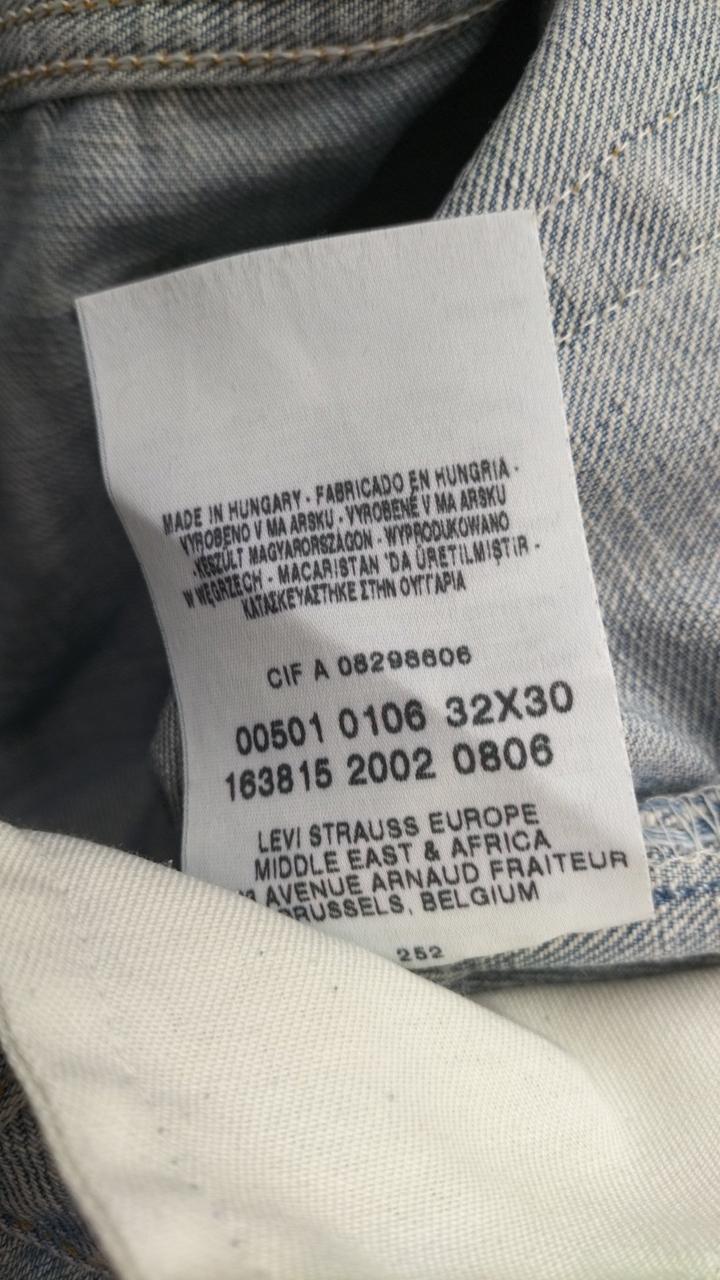 MADE IN HUNGARY - FABRICADO EN HUNGRIA -
VYROBENO V MA ARSKU - VYROBENÉ V MA ARSKU
-KESZÜLT MAGYARORSZÁGON - WYPRODUKOWANO
W WĘGRZECH - MACARISTAN 'DA ÜRETILMIŞTIR -
ΚΑΤΑΣΚΕΥΑΣΤΗΚΕ ΣΤΗΝ ΟΥΓΓΑΡΙΑ
CIF A 08298606
00501 0106 32X30
163815 2002 0806
LEVI STRAUSS EUROPE
MIDDLE EAST & AFRICA
AVENUE ARNAUD FRAITEUR
BRUSSELS, BELGIUM
252